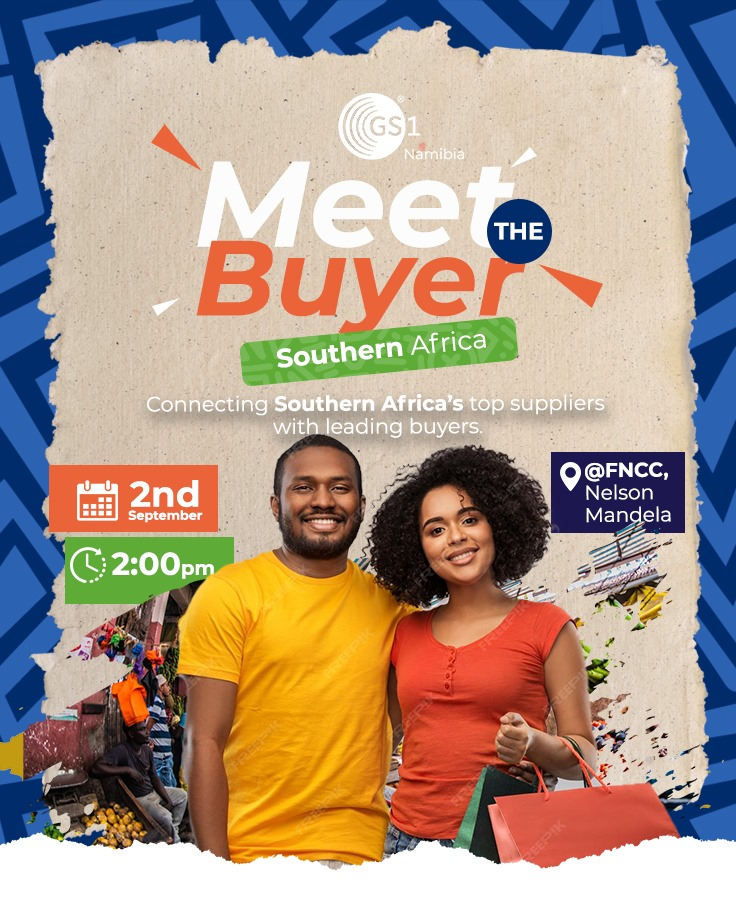 GS1
Namibia
Meet
THE
Buyer
Southern Africa
Connecting Southern Africa's top suppliers
with leading buyers.
2nd
September
2:00pm
@FNCC,
Nelson
Mandela